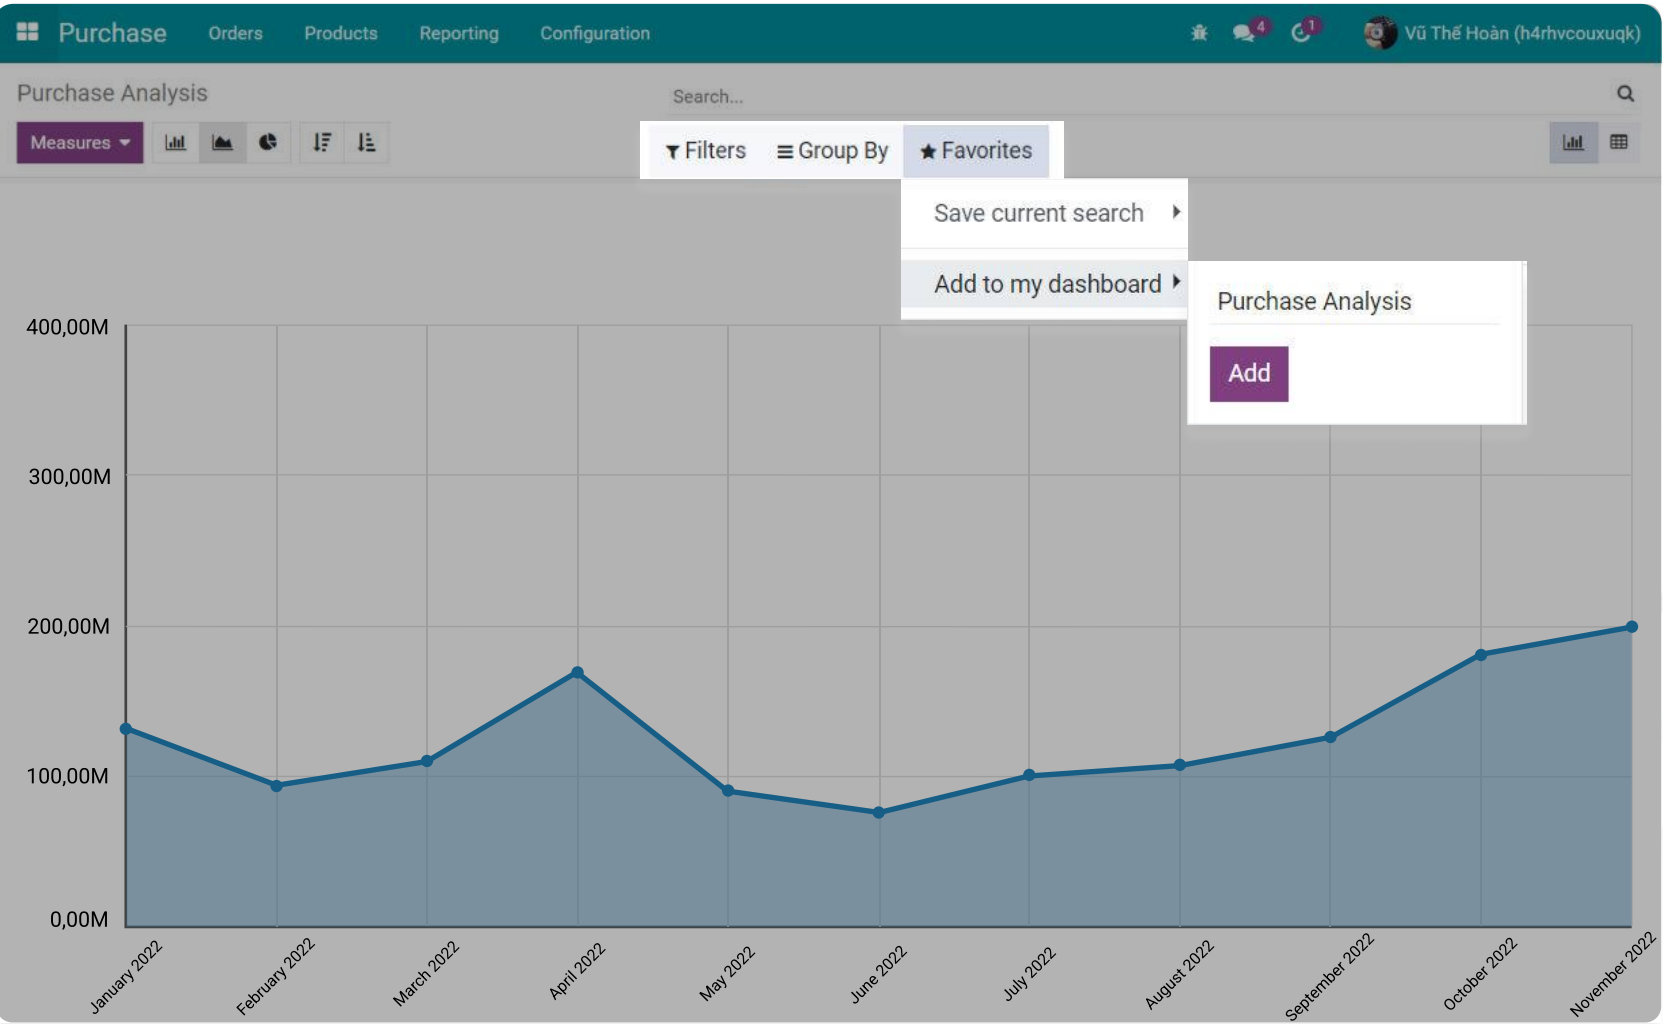 Purchase Orders Products Reporting Configuration 4 1 Vũ Thế Hoàn (h4rhvcouxuqk)
Purchase Analysis
Search...
Measures
Filters Group By Favorites
Save current search
Add to my dashboard
Purchase Analysis
Add
400,00M
300,00M
200,00M
100,00M
0,00M
January 2022
February 2022
March 2022
April 2022
May 2022
June 2022
July 2022
August 2022
September 2022
October 2022
November 2022